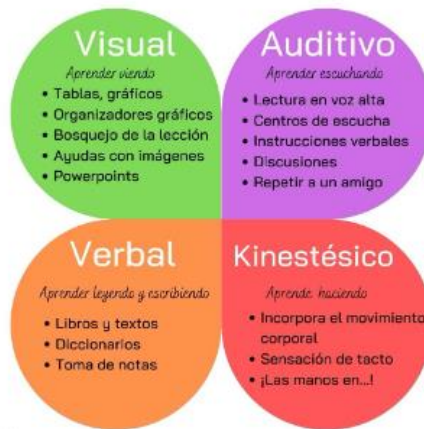 Visual
Aprender viendo
• Tablas, gráficos
• Organizadores gráficos
• Bosquejo de la lección
• Ayudas con imágenes
• Powerpoints
Auditivo
Aprender escuchando
• Lectura en voz alta
• Centros de escucha
• Instrucciones verbales
• Discusiones
• Repetir a un amigo
Verbal
Aprender leyendo y escribiendo
• Libros y textos
• Diccionarios
• Toma de notas
Kinestésico
Aprende haciendo
• Incorpora el movimiento
corporal
• Sensación de tacto
• ¡Las manos en...!